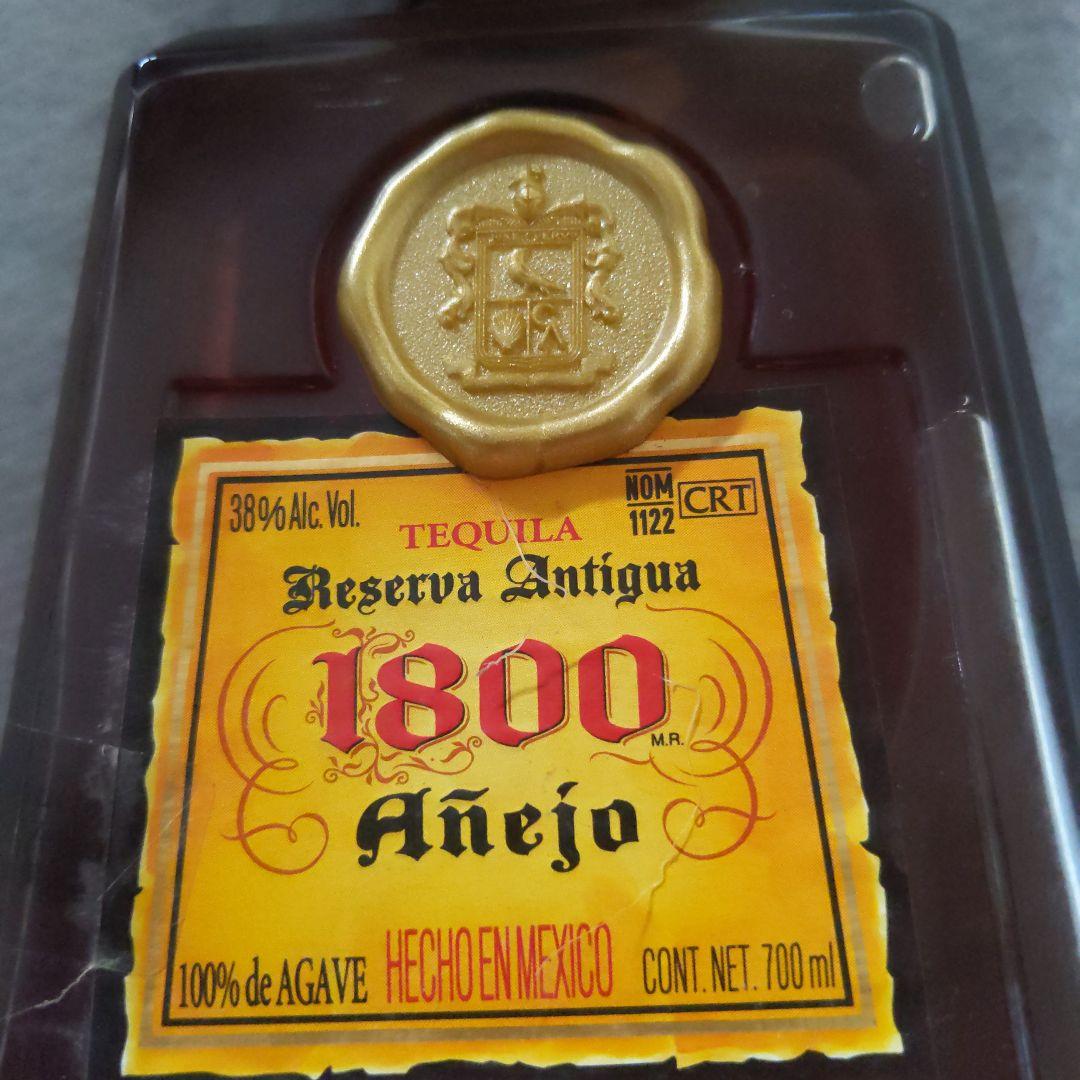 38% Alc. Vol.
NOM
1122
CRT
TEQUILA
Reserva Antigua
1800
M.R.
Añejo
100% de AGAVE
HECHO EN MEXICO
CONT. NET. 700 ml